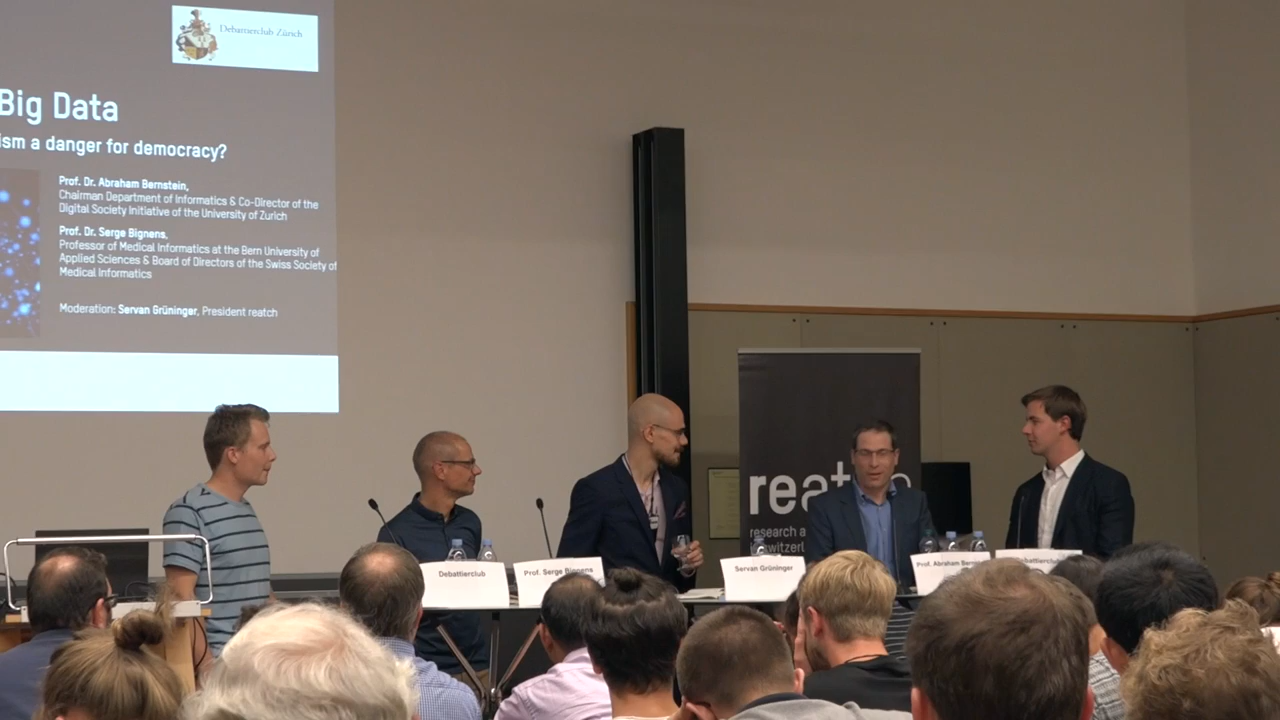 Debattierclub Zürich
Big Data
ism a danger for democracy?
Prof. Dr. Abraham Bernstein,
Chairman Department of Informatics & Co-Director of the
Digital Society Initiative of the University of Zurich
Prof. Dr. Serge Bignens,
Professor of Medical Informatics at the Bern University of
Applied Sciences & Board of Directors of the Swiss Society of
Medical Informatics
Moderation: Servan Grüninger, President reatch
rea
research a
Debattierclub
Prof. Serge Bignens
Servan Grüninger
Prof. Abraham
Debattierclub